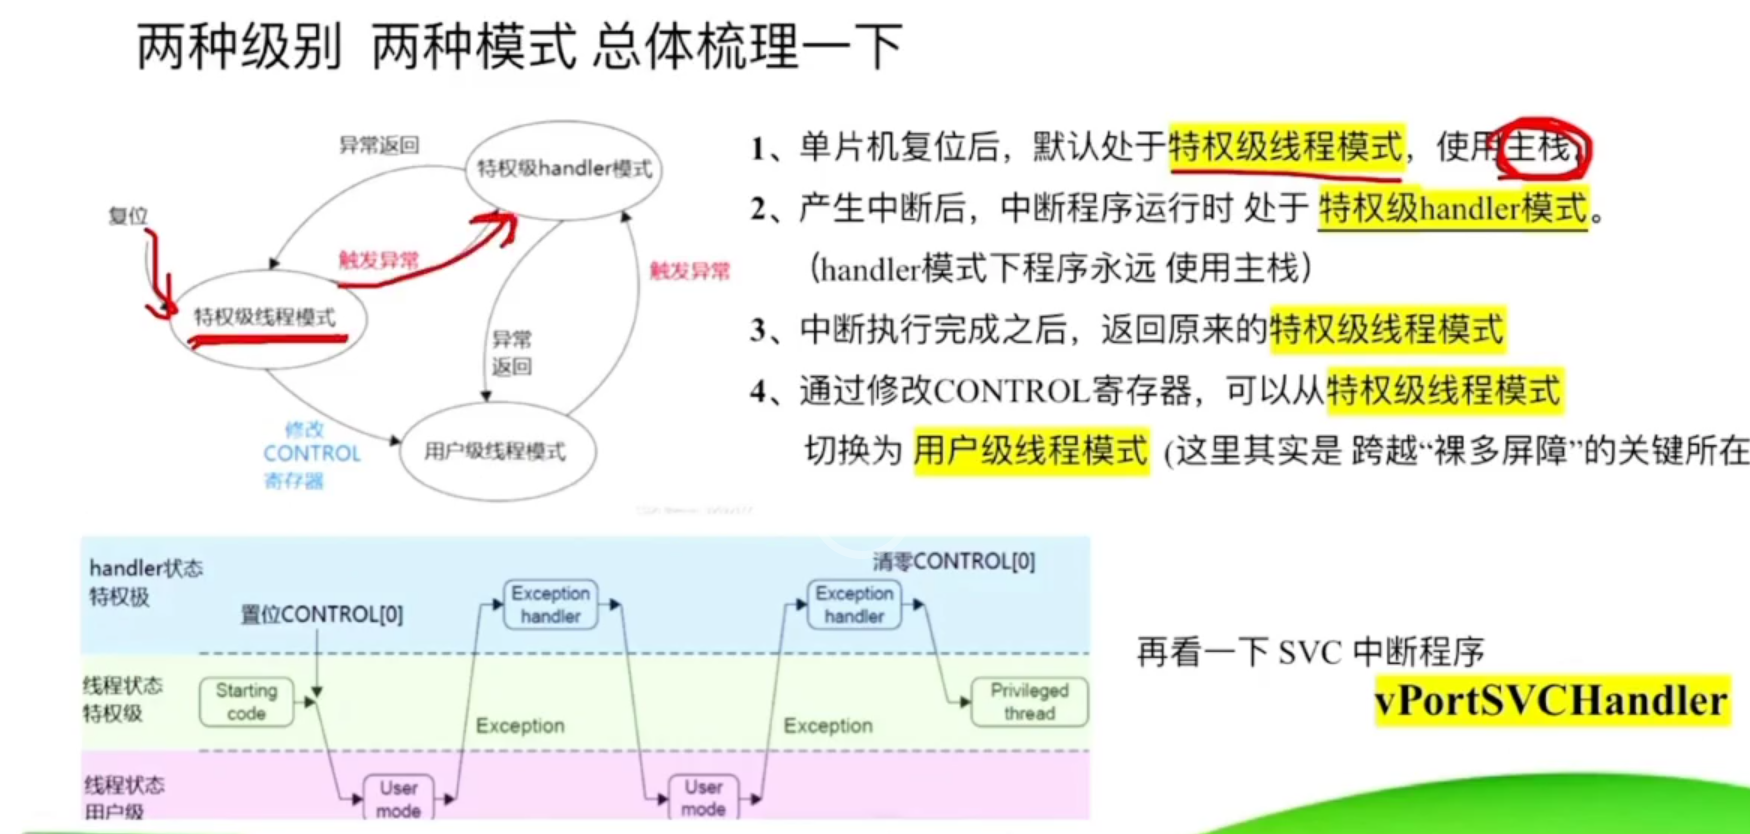 两种级别 两种模式 总体梳理一下
异常返回
特权级handler模式
复位
触发异常
触发异常
特权级线程模式
异常
返回
修改
CONTROL
寄存器
用户级线程模式
1、单片机复位后，默认处于特权级线程模式，使用主栈。
2、产生中断后，中断程序运行时 处于 特权级handler模式。
（handler模式下程序永远 使用主栈）
3、中断执行完成之后，返回原来的特权级线程模式
4、通过修改CONTROL寄存器，可以从特权级线程模式
切换为 用户级线程模式 (这里其实是 跨越“裸多屏障”的关键所在
handler状态
特权极
置位CONTROL[0]
Exception
handler
Exception
handler
清零CONTROL[0]
线程状态
特权级
Starting
code
Exception
Exception
Privileged
thread
线程状态
用户级
User
mode
User
mode
再看一下 SVC 中断程序
vPortSVCHandler